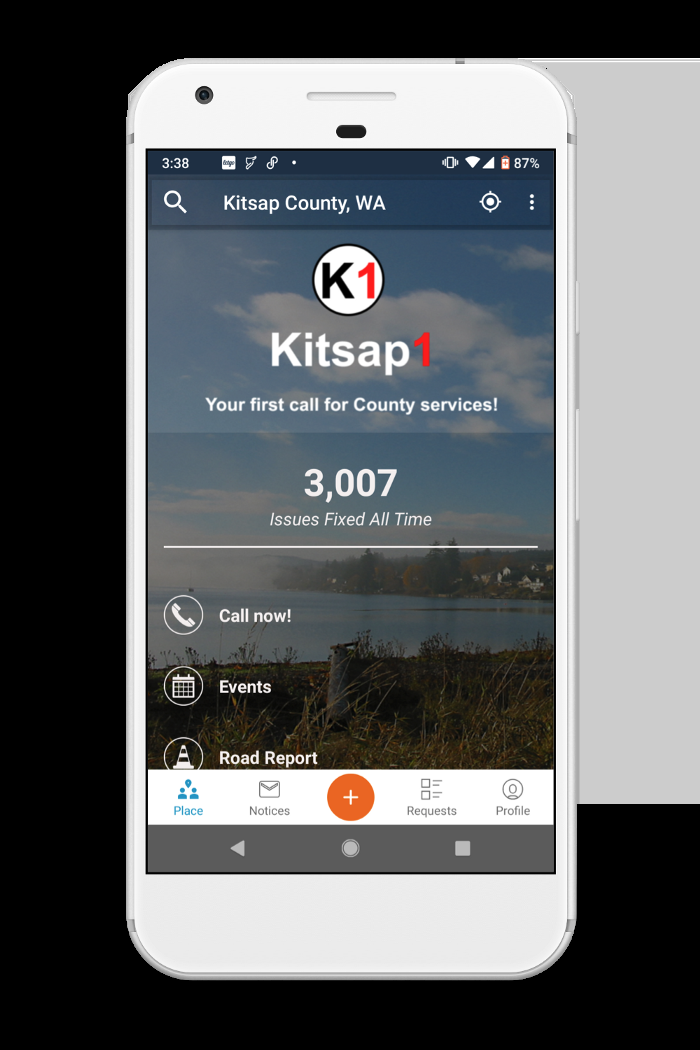 3:38
letgo
87%
Kitsap County, WA
K1
Kitsap1
Your first call for County services!
3,007
Issues Fixed All Time
Call now!
Events
Road Report
Place
Notices
Requests
Profile